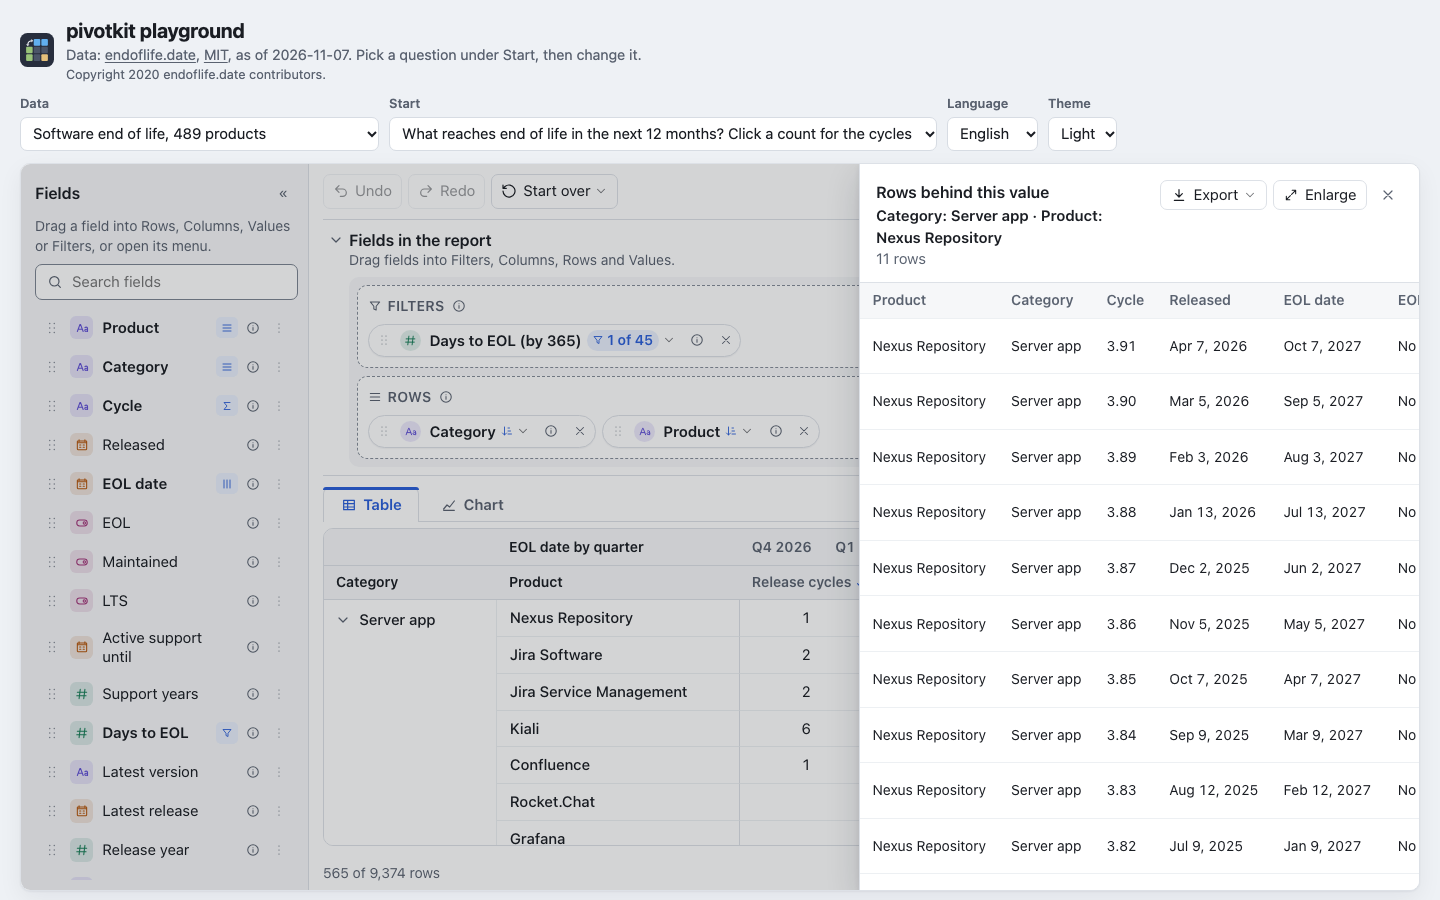 pivotkit playground
Data: endoflife.date, MIT, as of 2026-11-07. Pick a question under Start, then change it.
Copyright 2020 endoflife.date contributors.
Data
Start
Language
Theme
Software end of life, 489 products
What reaches end of life in the next 12 months? Click a count for the cycles
English
Light
Fields
«
Drag a field into Rows, Columns, Values
or Filters, or open its menu.
Search fields
Aa Product
Aa Category
Aa Cycle Σ
Released
EOL date
EOL
Maintained
LTS
Active support
until
# Support years
# Days to EOL
Aa Latest version
Latest release
# Release year
Undo
Redo
Start over
Fields in the report
Drag fields into Filters, Columns, Rows and Values.
FILTERS
# Days to EOL (by 365) 1 of 45
ROWS
Aa Category
Aa Product
Table
Chart
EOL date by quarter
Q4 2026
Q1
Category
Product
Release cycles
Server app
Nexus Repository 1
Jira Software 2
Jira Service Management 2
Kiali 6
Confluence 1
Rocket.Chat
Grafana
565 of 9,374 rows
Rows behind this value
Category: Server app · Product:
Nexus Repository
11 rows
Export
Enlarge
Product Category Cycle Released EOL date EOL
Nexus Repository Server app 3.91 Apr 7, 2026 Oct 7, 2027 No
Nexus Repository Server app 3.90 Mar 5, 2026 Sep 5, 2027 No
Nexus Repository Server app 3.89 Feb 3, 2026 Aug 3, 2027 No
Nexus Repository Server app 3.88 Jan 13, 2026 Jul 13, 2027 No
Nexus Repository Server app 3.87 Dec 2, 2025 Jun 2, 2027 No
Nexus Repository Server app 3.86 Nov 5, 2025 May 5, 2027 No
Nexus Repository Server app 3.85 Oct 7, 2025 Apr 7, 2027 No
Nexus Repository Server app 3.84 Sep 9, 2025 Mar 9, 2027 No
Nexus Repository Server app 3.83 Aug 12, 2025 Feb 12, 2027 No
Nexus Repository Server app 3.82 Jul 9, 2025 Jan 9, 2027 No